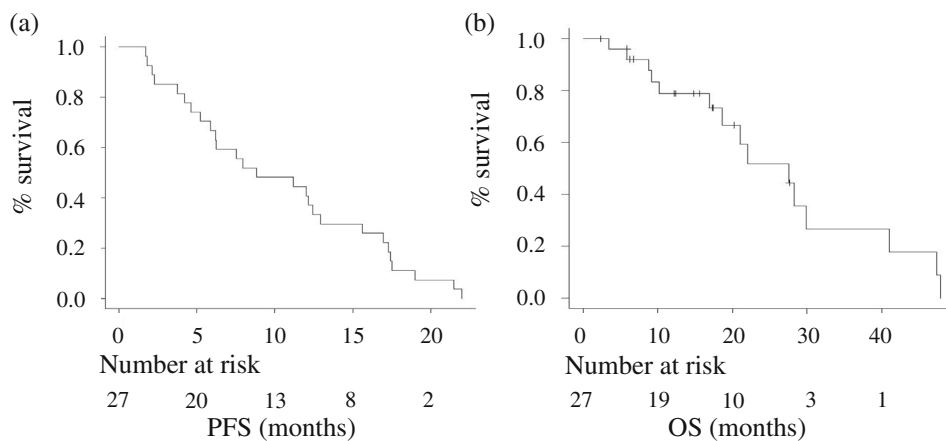 (a)
% survival
1.0
0.8
0.6
0.4
0.2
0.0
0 5 10 15 20
Number at risk
27 20 13 8 2
PFS (months)
(b)
% survival
1.0
0.8
0.6
0.4
0.2
0.0
0 10 20 30 40
Number at risk
27 19 10 3 1
OS (months)